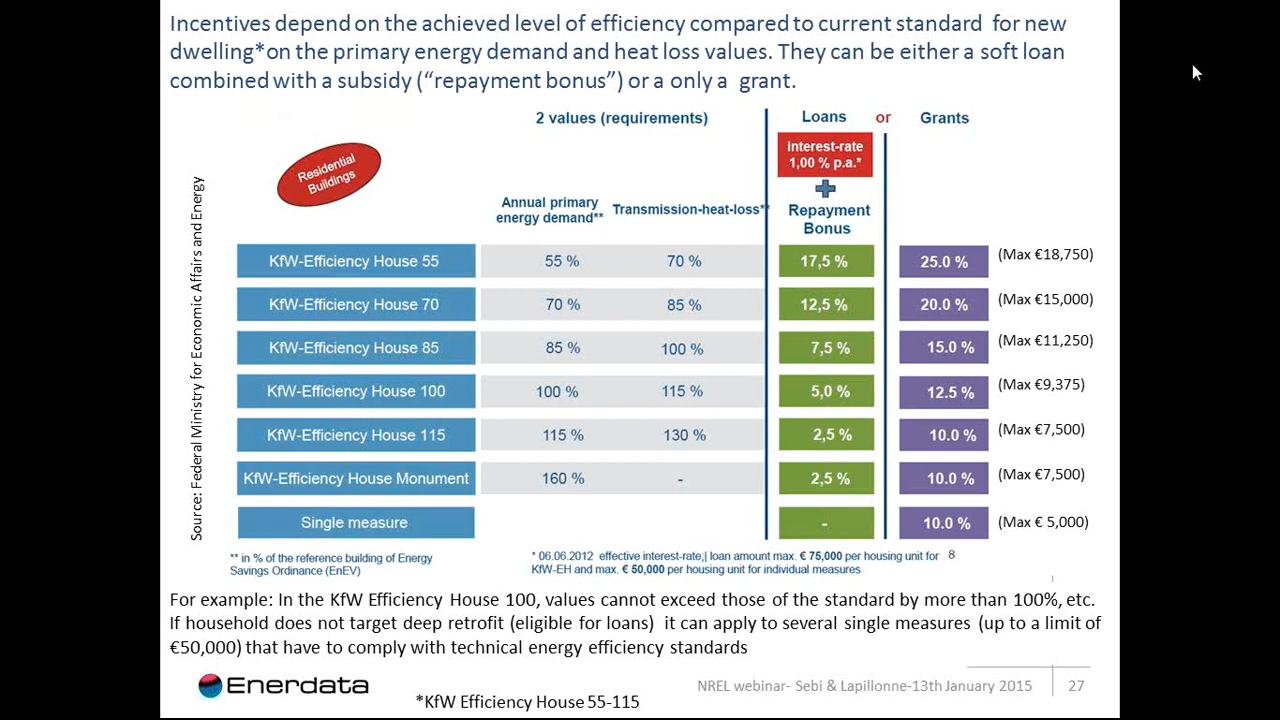 Incentives depend on the achieved level of efficiency compared to current standard for new
dwelling*on the primary energy demand and heat loss values. They can be either a soft loan
combined with a subsidy (“repayment bonus”) or a only a grant.
2 values (requirements)
Loans or Grants
Residential
Buildings
interest-rate
1,00 % p.a.*
Annual primary
energy demand**
Transmission-heat-loss**
Repayment
Bonus
KfW-Efficiency House 55 55 % 70 % 17,5 % 25.0 % (Max €18,750)
KfW-Efficiency House 70 70 % 85 % 12,5 % 20.0 % (Max €15,000)
KfW-Efficiency House 85 85 % 100 % 7,5 % 15.0 % (Max €11,250)
KfW-Efficiency House 100 100 % 115 % 5,0 % 12.5 % (Max €9,375)
KfW-Efficiency House 115 115 % 130 % 2,5 % 10.0 % (Max €7,500)
KfW-Efficiency House Monument 160 % - 2,5 % 10.0 % (Max €7,500)
Single measure - 10.0 % (Max € 5,000)
Source: Federal Ministry for Economic Affairs and Energy
** in % of the reference building of Energy
Savings Ordinance (EnEV)
* 06.06.2012 effective interest-rate;| loan amount max. € 75,000 per housing unit for
KfW-EH and max. € 50,000 per housing unit for individual measures
8
For example: In the KfW Efficiency House 100, values cannot exceed those of the standard by more than 100%, etc.
If household does not target deep retrofit (eligible for loans) it can apply to several single measures (up to a limit of
€50,000) that have to comply with technical energy efficiency standards
Enerdata
NREL webinar- Sebi & Lapillonne-13th January 2015
27
*KfW Efficiency House 55-115